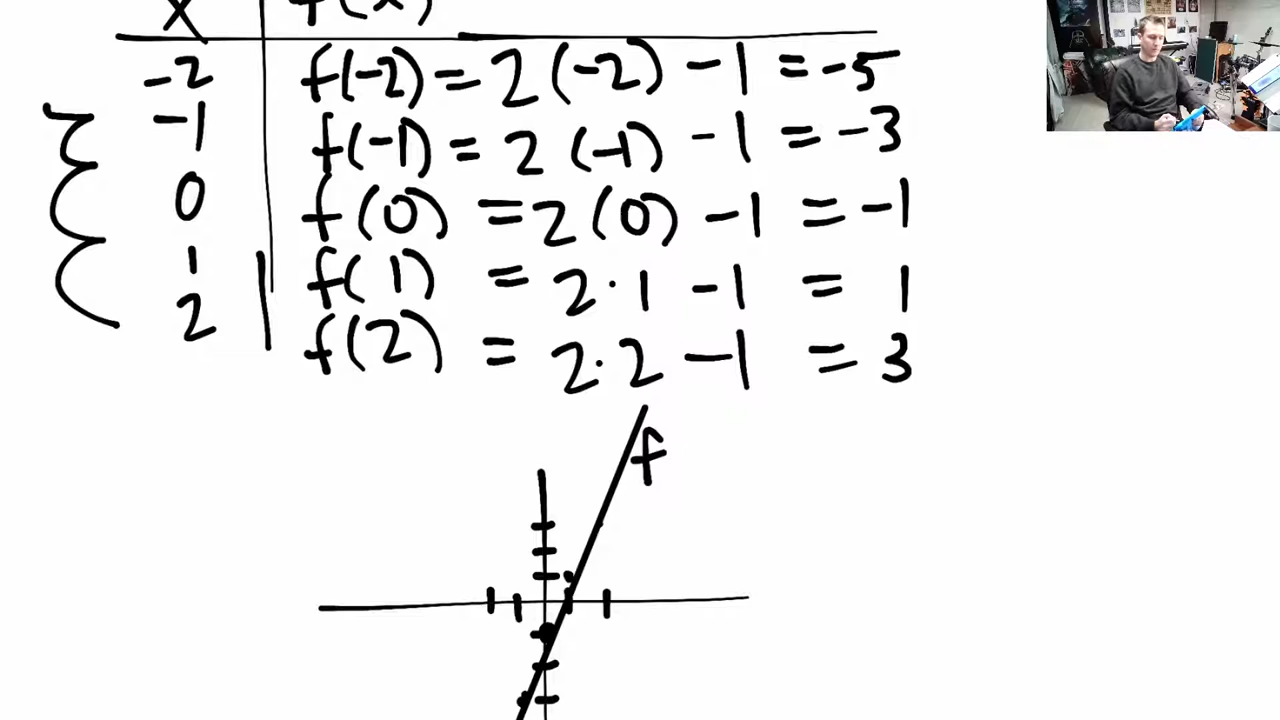 x f(x)
-2 f(-2) = 2(-2) - 1 = -5
-1 f(-1) = 2(-1) - 1 = -3
0 f(0) = 2(0) - 1 = -1
1 f(1) = 2·1 - 1 = 1
2 f(2) = 2·2 - 1 = 3
f